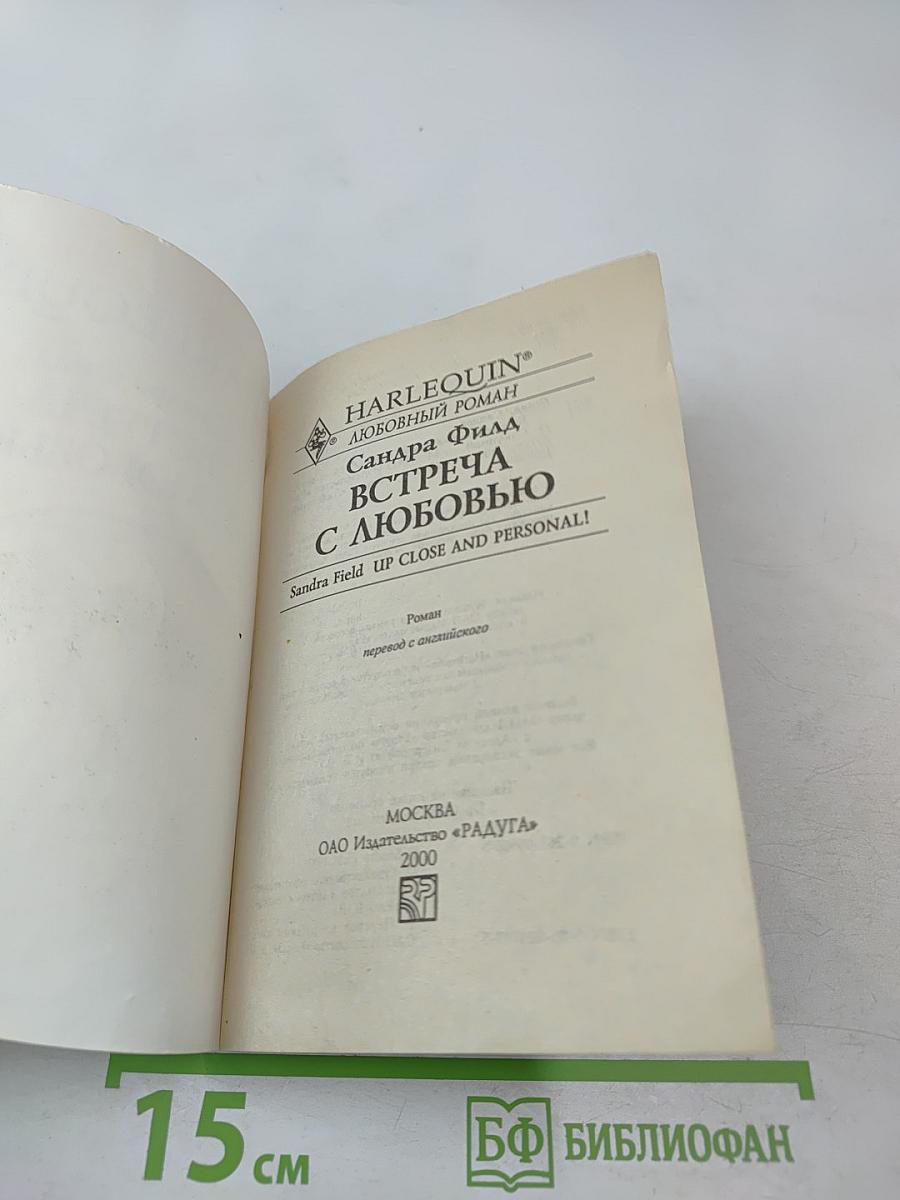 HARLEQUIN®
ЛЮБОВНЫЙ РОМАН
®
Сандра Филд
ВСТРЕЧА
С ЛЮБОВЬЮ
Sandra Field UP CLOSE AND PERSONAL!
Роман
перевод с английского
МОСКВА
ОАО Издательство «РАДУГА»
2000
15 см
БФ БИБЛИОФАН